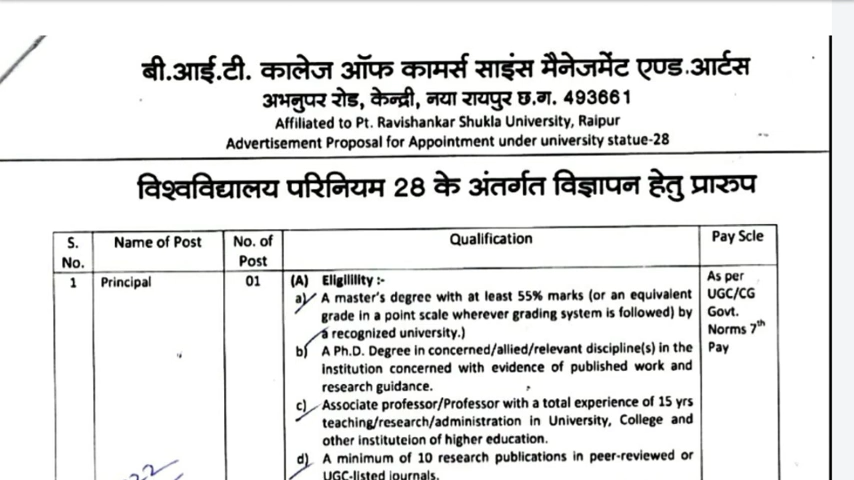 बी.आई.टी. कालेज ऑफ कामर्स साइंस मैनेजमेंट एण्ड.आर्टस
अभनुपर रोड, केन्द्री, नया रायपुर छ.ग. 493661
Affiliated to Pt. Ravishankar Shukla University, Raipur
Advertisement Proposal for Appointment under university statue-28
विश्वविद्यालय परिनियम 28 के अंतर्गत विज्ञापन हेतु प्रारुप
S. No. Name of Post No. of Post Qualification Pay Scle
1 Principal 01 (A) Eligilility :-
a) A master's degree with at least 55% marks (or an equivalent
grade in a point scale wherever grading system is followed) by
a recognized university.)
b) A Ph.D. Degree in concerned/allied/relevant discipline(s) in the
institution concerned with evidence of published work and
research guidance.
c) Associate professor/Professor with a total experience of 15 yrs
teaching/research/administration in University, College and
other instituteion of higher education.
d) A minimum of 10 research publications in peer-reviewed or
UGC-listed journals.
As per
UGC/CG
Govt.
Norms 7th
Pay